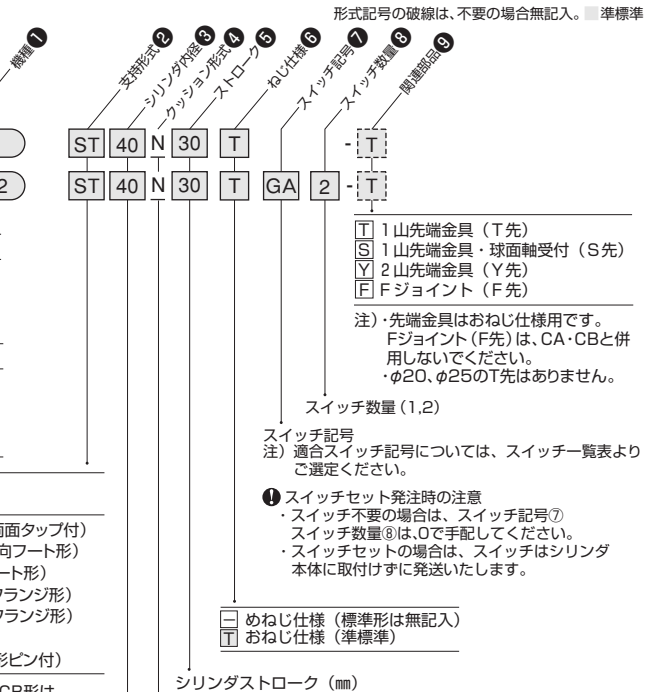 形式記号の破線は、不要の場合無記入。 準標準
機種❶
支持形式❷
シリンダ内径❸
クッション形式❹
ストローク❺
ねじ仕様❻
スイッチ記号❼
スイッチ数量❽
関連部品❾
ST 40 N 30 T - T
2 ST 40 N 30 T GA 2 - T
T 1山先端金具（T先）
S 1山先端金具・球面軸受付（S先）
Y 2山先端金具（Y先）
F Fジョイント（F先）
注）・先端金具はおねじ仕様用です。
Fジョイント（F先）は、CA・CBと併
用しないでください。
・φ20、φ25のT先はありません。
スイッチ数量（1,2）
スイッチ記号
注）適合スイッチ記号については、スイッチ一覧表より
ご選定ください。
スイッチセット発注時の注意
・スイッチ不要の場合は、スイッチ記号⑦
スイッチ数量⑧は、0で手配してください。
・スイッチセットの場合は、スイッチはシリンダ
本体に取付けずに発送いたします。
面タップ付）
向フート形）
ート形）
フランジ形）
フランジ形）
形ピン付）
CB形は
― めねじ仕様（標準形は無記入）
T おねじ仕様（準標準）
シリンダストローク（㎜）